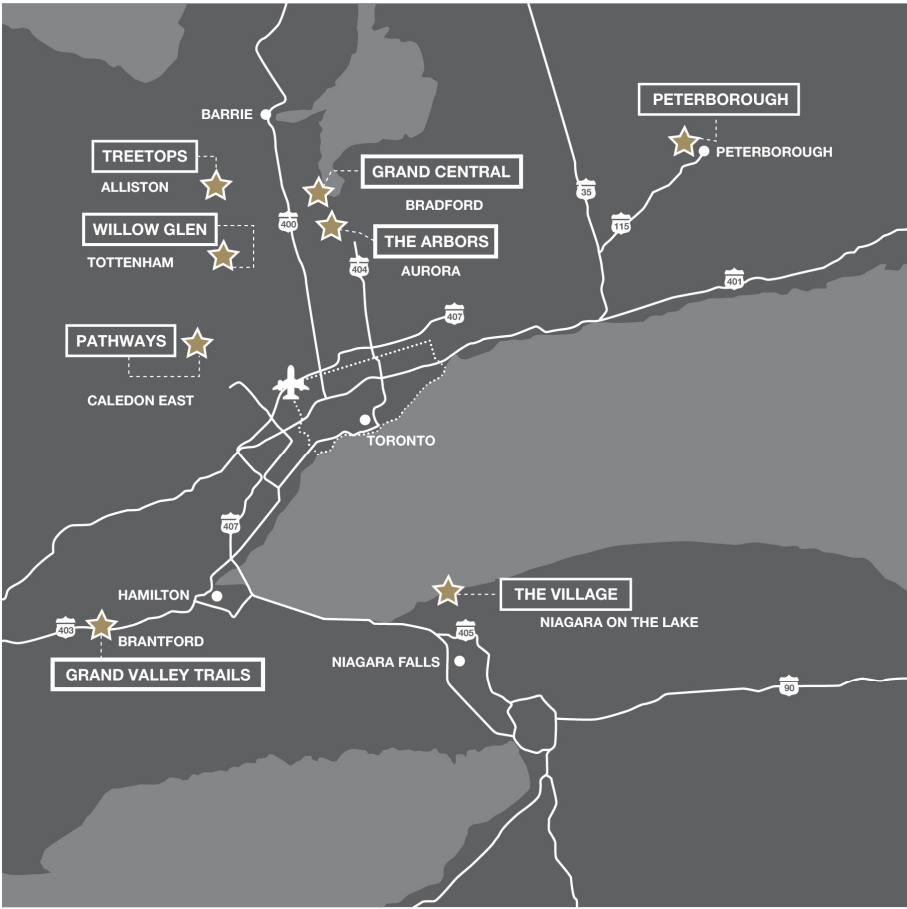 PETERBOROUGH
BARRIE
PETERBOROUGH
TREETOPS
ALLISTON
GRAND CENTRAL
BRADFORD
35
400
115
WILLOW GLEN
TOTTENHAM
THE ARBORS
AURORA
404
401
407
PATHWAYS
CALEDON EAST
TORONTO
407
HAMILTON
THE VILLAGE
NIAGARA ON THE LAKE
403
BRANTFORD
405
GRAND VALLEY TRAILS
NIAGARA FALLS
90